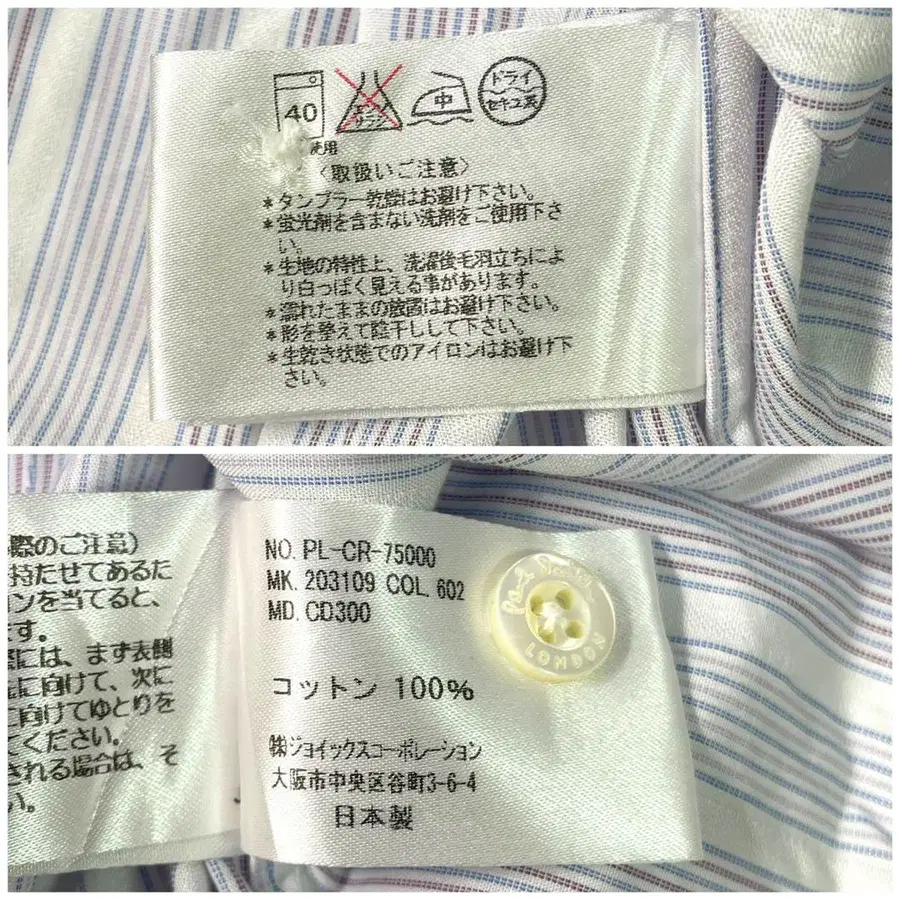 40
中
ドライ
セキユ系
使用
〈取扱いご注意〉
*タンブラー乾燥はお避け下さい。
*蛍光剤を含まない洗剤をご使用下さ
い。
*生地の特性上、洗濯後毛羽立ちによ
り白っぽく見える事があります。
*濡れたままの放置はお避け下さい。
*形を整えて陰干しして下さい。
*生乾き状態でのアイロンはお避け下
さい。
際のご注意)
持たせてあるた
ンを当てると、
ます。
際には、まず表側
に向けて、次に
に向けてゆとりを
ください。
される場合は、そ
い。
NO. PL-CR-75000
MK. 203109 COL. 602
MD. CD300
コットン 100%
㈱ジョイックスコーポレーション
大阪市中央区谷町3-6-4
日本製
Paul Smith
LONDON